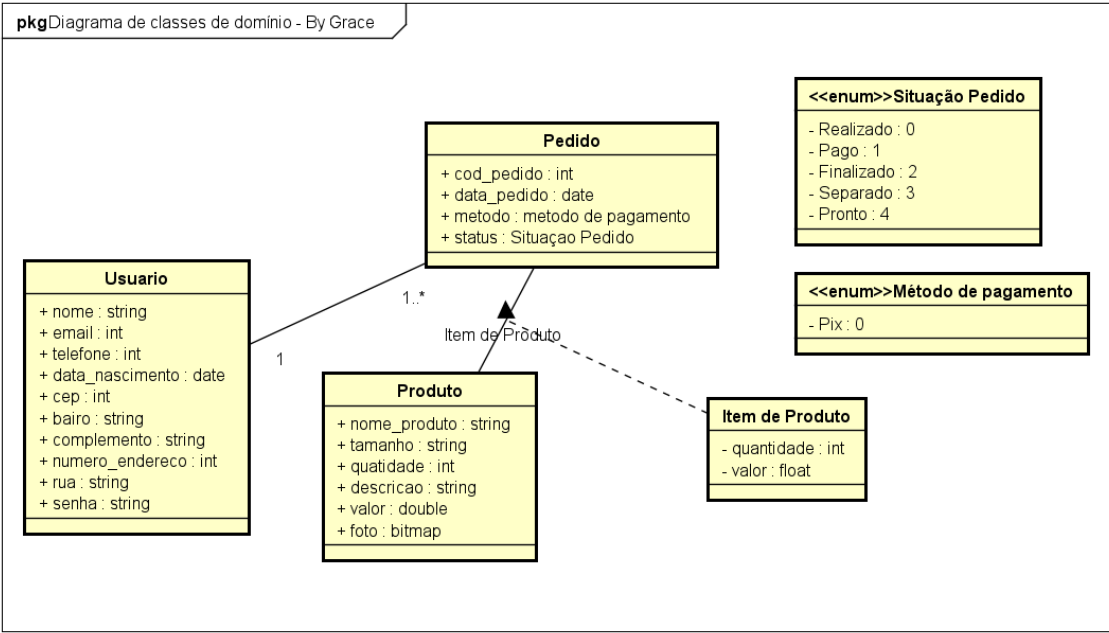 pkg Diagrama de classes de domínio - By Grace
<<enum>>Situação Pedido
- Realizado : 0
- Pago : 1
- Finalizado : 2
- Separado : 3
- Pronto : 4
Pedido
+ cod_pedido : int
+ data_pedido : date
+ metodo : metodo de pagamento
+ status : Situaçao Pedido
<<enum>>Método de pagamento
- Pix : 0
Usuario
+ nome : string
+ email : int
+ telefone : int
+ data_nascimento : date
+ cep : int
+ bairo : string
+ complemento : string
+ numero_endereco : int
+ rua : string
+ senha : string
1..*
1
Item de Produto
Produto
+ nome_produto : string
+ tamanho : string
+ quatidade : int
+ descricao : string
+ valor : double
+ foto : bitmap
Item de Produto
- quantidade : int
- valor : float